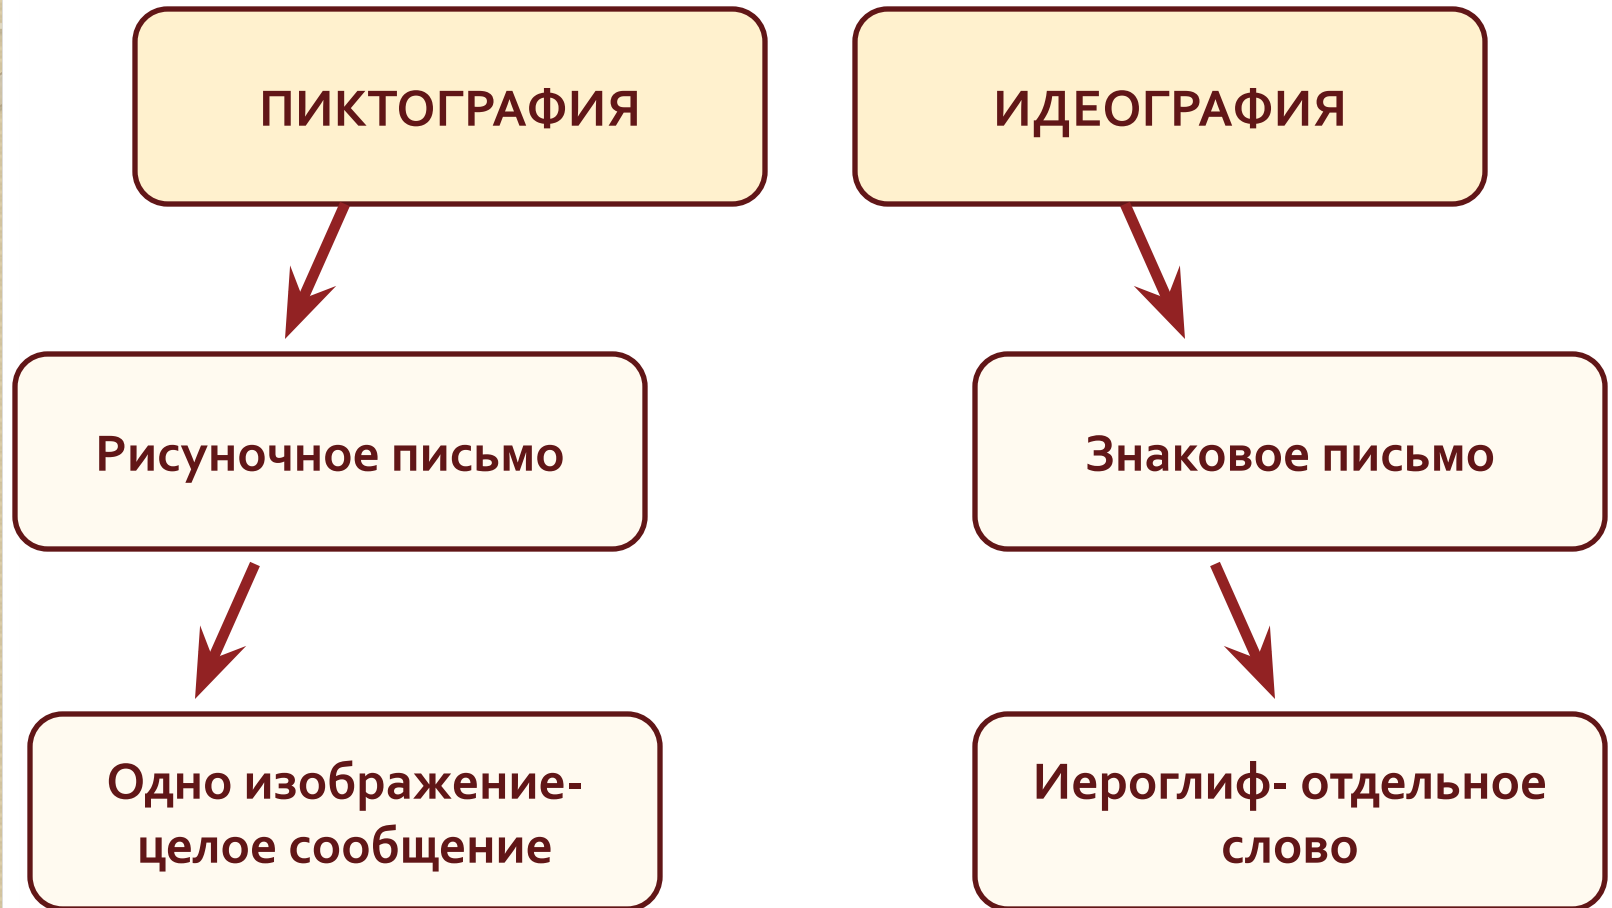 ПИКТОГРАФИЯ
ИДЕОГРАФИЯ
Рисуночное письмо
Знаковое письмо
Одно изображение-
целое сообщение
Иероглиф- отдельное
слово